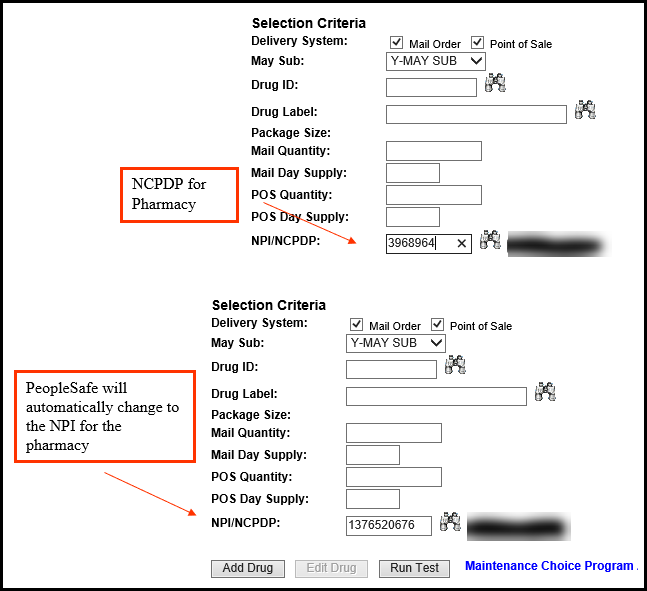 Selection Criteria
Delivery System: Mail Order Point of Sale
May Sub: Y-MAY SUB
Drug ID:
Drug Label:
Package Size:
Mail Quantity:
Mail Day Supply:
NCPDP for
Pharmacy
POS Quantity:
POS Day Supply:
NPI/NCPDP: 3968964
Selection Criteria
Delivery System: Mail Order Point of Sale
May Sub: Y-MAY SUB
Drug ID:
PeopleSafe will
automatically change to
the NPI for the
pharmacy
Drug Label:
Package Size:
Mail Quantity:
Mail Day Supply:
POS Quantity:
POS Day Supply:
NPI/NCPDP: 1376520676
Add Drug Edit Drug Run Test Maintenance Choice Program .